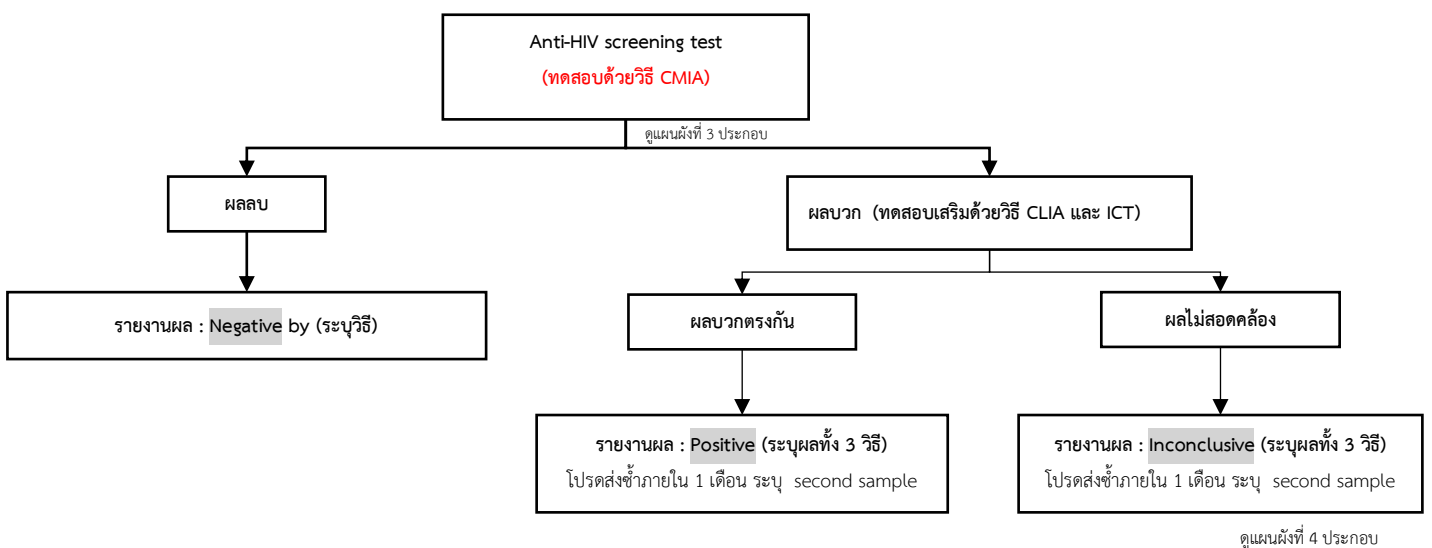 Anti-HIV screening test
(ทดสอบด้วยวิธี CMIA)
ดูแผนผังที่ 3 ประกอบ
ผลลบ
ผลบวก (ทดสอบเสริมด้วยวิธี CLIA และ ICT)
รายงานผล : Negative by (ระบุวิธี)
ผลบวกตรงกัน
ผลไม่สอดคล้อง
รายงานผล : Positive (ระบุผลทั้ง 3 วิธี)
โปรดส่งซ้ำภายใน 1 เดือน ระบุ second sample
รายงานผล : Inconclusive (ระบุผลทั้ง 3 วิธี)
โปรดส่งซ้ำภายใน 1 เดือน ระบุ second sample
ดูแผนผังที่ 4 ประกอบ